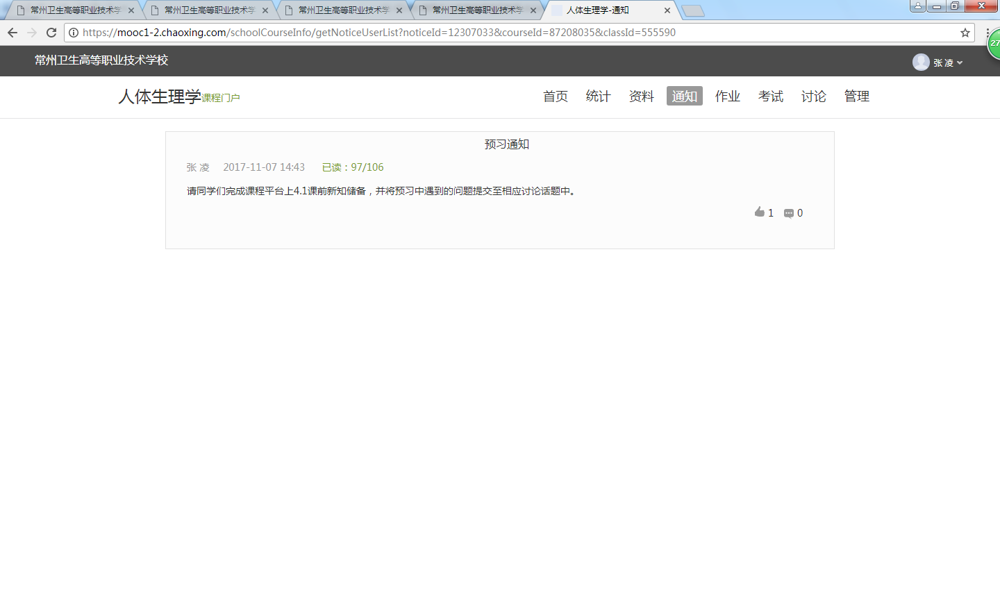 常州卫生高等职业技术学 常州卫生高等职业技术学 常州卫生高等职业技术学 常州卫生高等职业技术学 人体生理学-通知
https://mooc1-2.chaoxing.com/schoolCourseInfo/getNoticeUserList?noticeId=12307033&courseId=87208035&classId=555590
27
常州卫生高等职业技术学校 张 凌
人体生理学课程门户 首页 统计 资料 通知 作业 考试 讨论 管理
预习通知
张 凌 2017-11-07 14:43 已读：97/106
请同学们完成课程平台上4.1课前新知储备，并将预习中遇到的问题提交至相应讨论话题中。
1 0